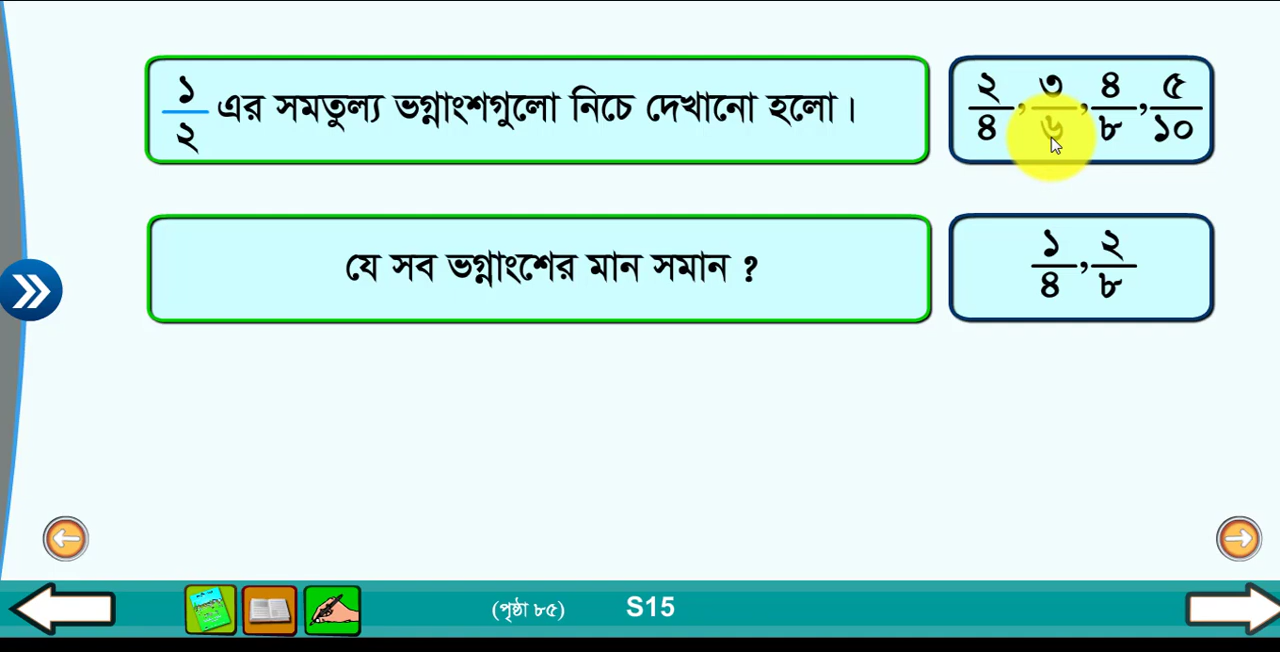 ১/২ এর সমতুল্য ভগ্নাংশগুলো নিচে দেখানো হলো।
২/৪, ৩/৬, ৪/৮, ৫/১০
যে সব ভগ্নাংশের মান সমান ?
১/৪, ২/৮
(পৃষ্ঠা ৮৫) S15